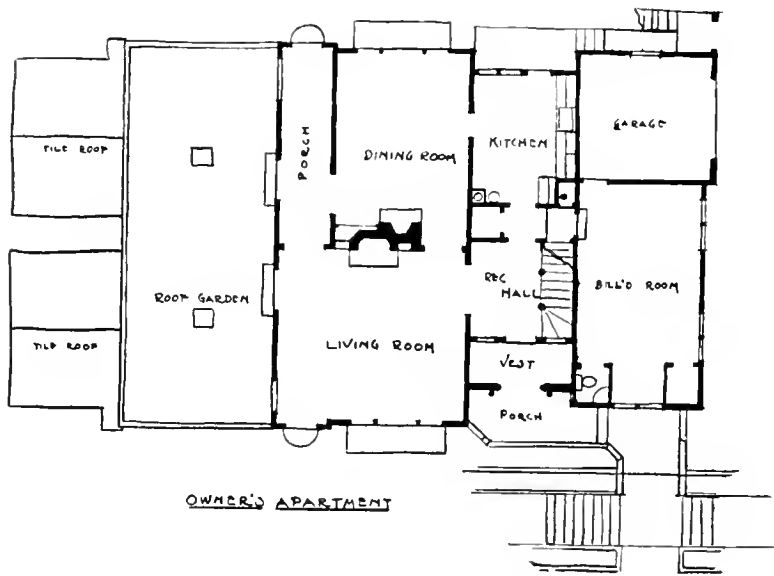 GARAGE
TILE ROOF
PORCH
DINING ROOM
KITCHEN
ROOF GARDEN
REC
HALL
BILL'D ROOM
TILE ROOF
LIVING ROOM
VEST
PORCH
OWNER'S APARTMENT